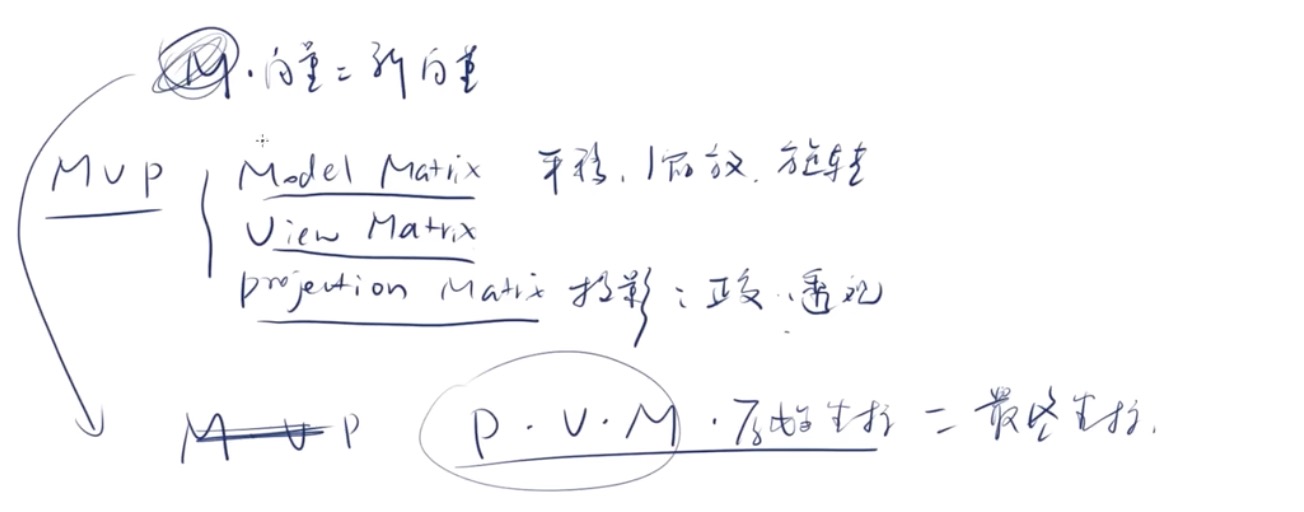 M · 向量 = 新向量
MVP Model Matrix 平移、缩放、旋转
View Matrix
projection Matrix 投影：正交、透视
M V P P · V · M · 原始坐标 = 最终坐标.